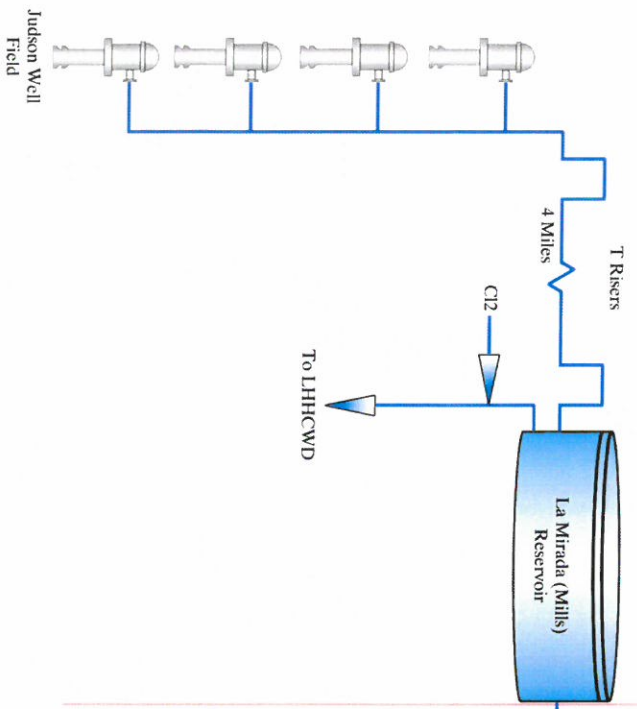 Judson Well
Field
T Risers
4 Miles
Cl2
To LHHCWD
La Mirada (Mills)
Reservoir